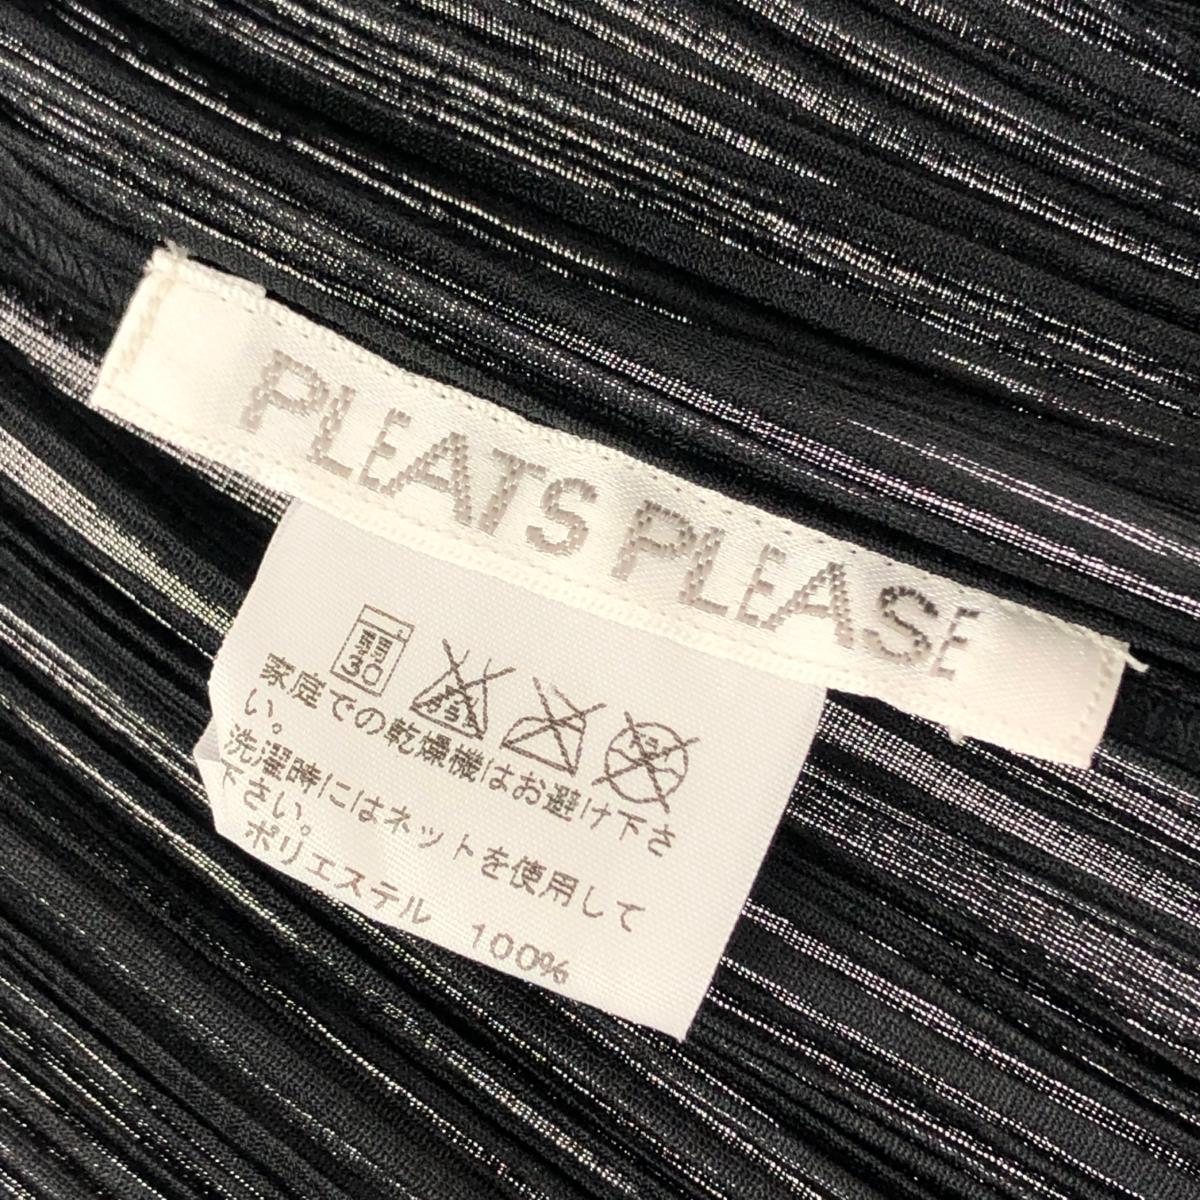 PLEATS PLEASE
弱 30
家庭での乾燥機はお避け下さ
い。
洗濯時にはネットを使用して
下さい。
ポリエステル 100%